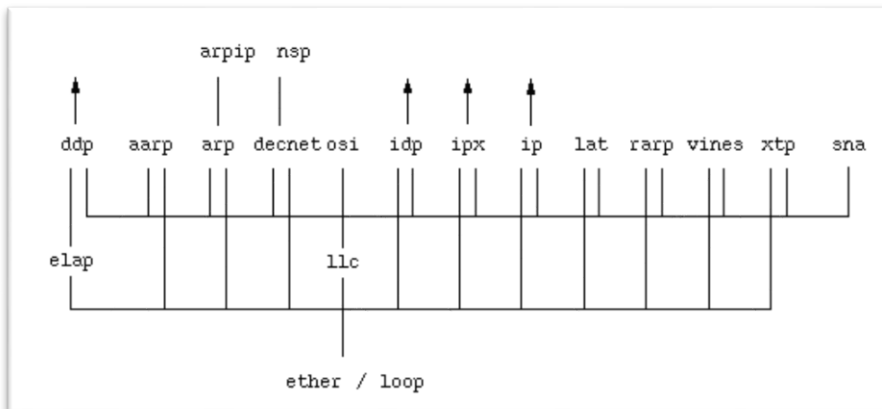 arpip nsp
ddp aarp arp decnet osi idp ipx ip lat rarp vines xtp sna
elap llc
ether / loop